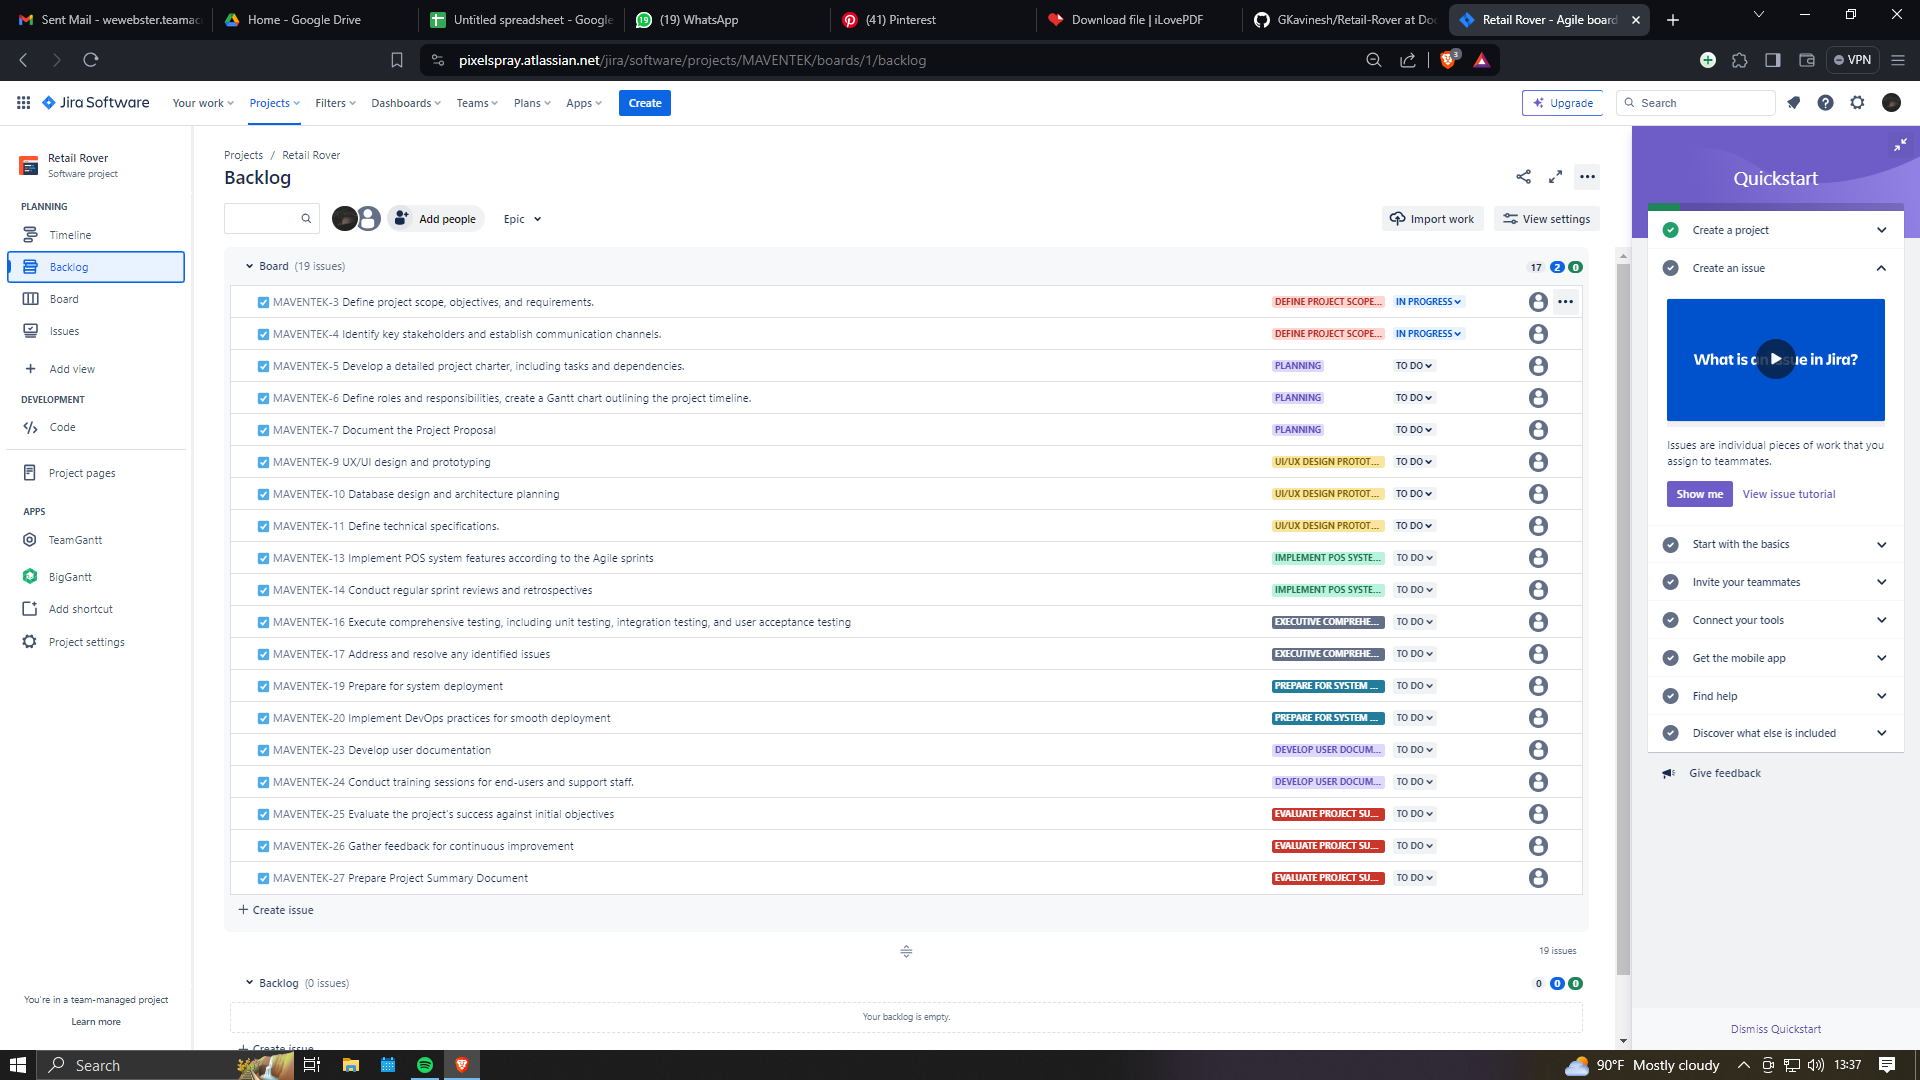 Sent Mail - wewebster.teamac
Home - Google Drive
Untitled spreadsheet - Google
(19) WhatsApp
(41) Pinterest
Download file | iLovePDF
GKavinesh/Retail-Rover at Doc
Retail Rover - Agile board
pixelspray.atlassian.net/jira/software/projects/MAVENTEK/boards/1/backlog
3
VPN
Jira Software
Your work
Projects
Filters
Dashboards
Teams
Plans
Apps
Create
Upgrade
Search
Retail Rover
Software project
PLANNING
Timeline
Backlog
Board
Issues
Add view
DEVELOPMENT
Code
Project pages
APPS
TeamGantt
BigGantt
Add shortcut
Project settings
You're in a team-managed project
Learn more
Projects / Retail Rover
Backlog
Add people
Epic
Import work
View settings
Board (19 issues)
17 2 0
MAVENTEK-3 Define project scope, objectives, and requirements. DEFINE PROJECT SCOPE... IN PROGRESS
MAVENTEK-4 Identify key stakeholders and establish communication channels. DEFINE PROJECT SCOPE... IN PROGRESS
MAVENTEK-5 Develop a detailed project charter, including tasks and dependencies. PLANNING TO DO
MAVENTEK-6 Define roles and responsibilities, create a Gantt chart outlining the project timeline. PLANNING TO DO
MAVENTEK-7 Document the Project Proposal PLANNING TO DO
MAVENTEK-9 UX/UI design and prototyping UI/UX DESIGN PROTOT... TO DO
MAVENTEK-10 Database design and architecture planning UI/UX DESIGN PROTOT... TO DO
MAVENTEK-11 Define technical specifications. UI/UX DESIGN PROTOT... TO DO
MAVENTEK-13 Implement POS system features according to the Agile sprints IMPLEMENT POS SYSTE... TO DO
MAVENTEK-14 Conduct regular sprint reviews and retrospectives IMPLEMENT POS SYSTE... TO DO
MAVENTEK-16 Execute comprehensive testing, including unit testing, integration testing, and user acceptance testing EXECUTIVE COMPREHE... TO DO
MAVENTEK-17 Address and resolve any identified issues EXECUTIVE COMPREHE... TO DO
MAVENTEK-19 Prepare for system deployment PREPARE FOR SYSTEM ... TO DO
MAVENTEK-20 Implement DevOps practices for smooth deployment PREPARE FOR SYSTEM ... TO DO
MAVENTEK-23 Develop user documentation DEVELOP USER DOCUM... TO DO
MAVENTEK-24 Conduct training sessions for end-users and support staff. DEVELOP USER DOCUM... TO DO
MAVENTEK-25 Evaluate the project's success against initial objectives EVALUATE PROJECT SU... TO DO
MAVENTEK-26 Gather feedback for continuous improvement EVALUATE PROJECT SU... TO DO
MAVENTEK-27 Prepare Project Summary Document EVALUATE PROJECT SU... TO DO
+ Create issue
19 issues
Backlog (0 issues)
0 0 0
Your backlog is empty.
+ Create issue
Quickstart
Create a project
Create an issue
What is an issue in Jira?
Issues are individual pieces of work that you
assign to teammates.
Show me
View issue tutorial
Start with the basics
Invite your teammates
Connect your tools
Get the mobile app
Find help
Discover what else is included
Give feedback
Dismiss Quickstart
Search
90°F Mostly cloudy
13:37